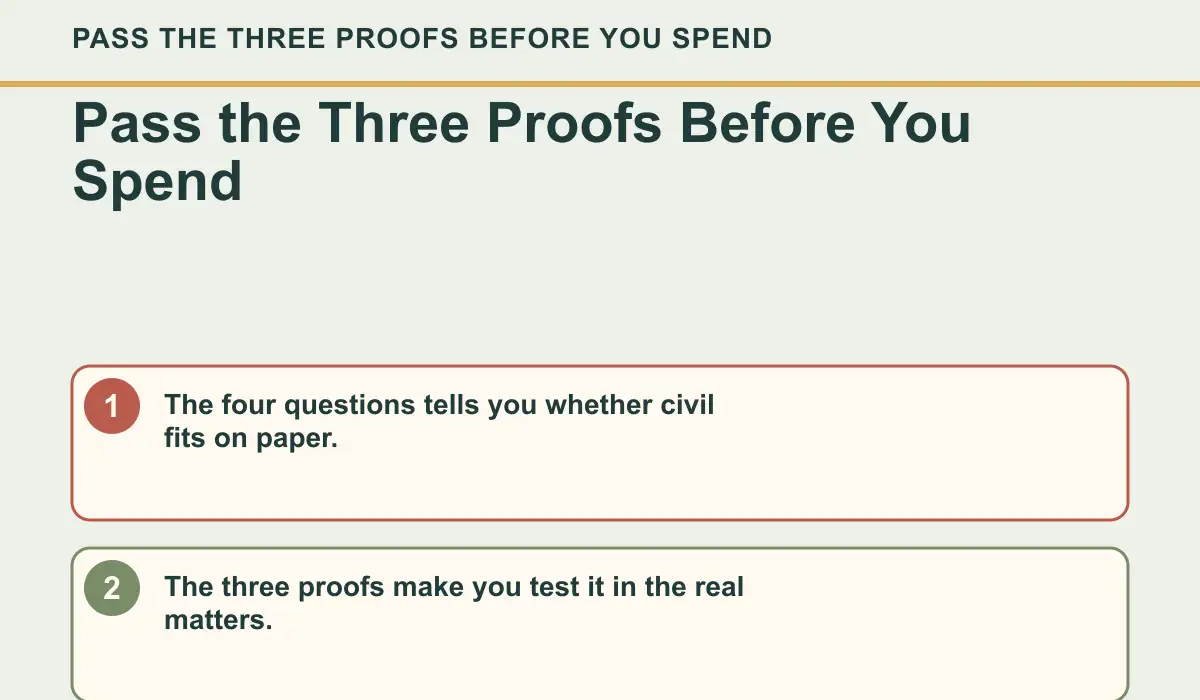 PASS THE THREE PROOFS BEFORE YOU SPEND
Pass the Three Proofs Before You
Spend
1
The four questions tells you whether civil
fits on paper.
2
The three proofs make you test it in the real
matters.